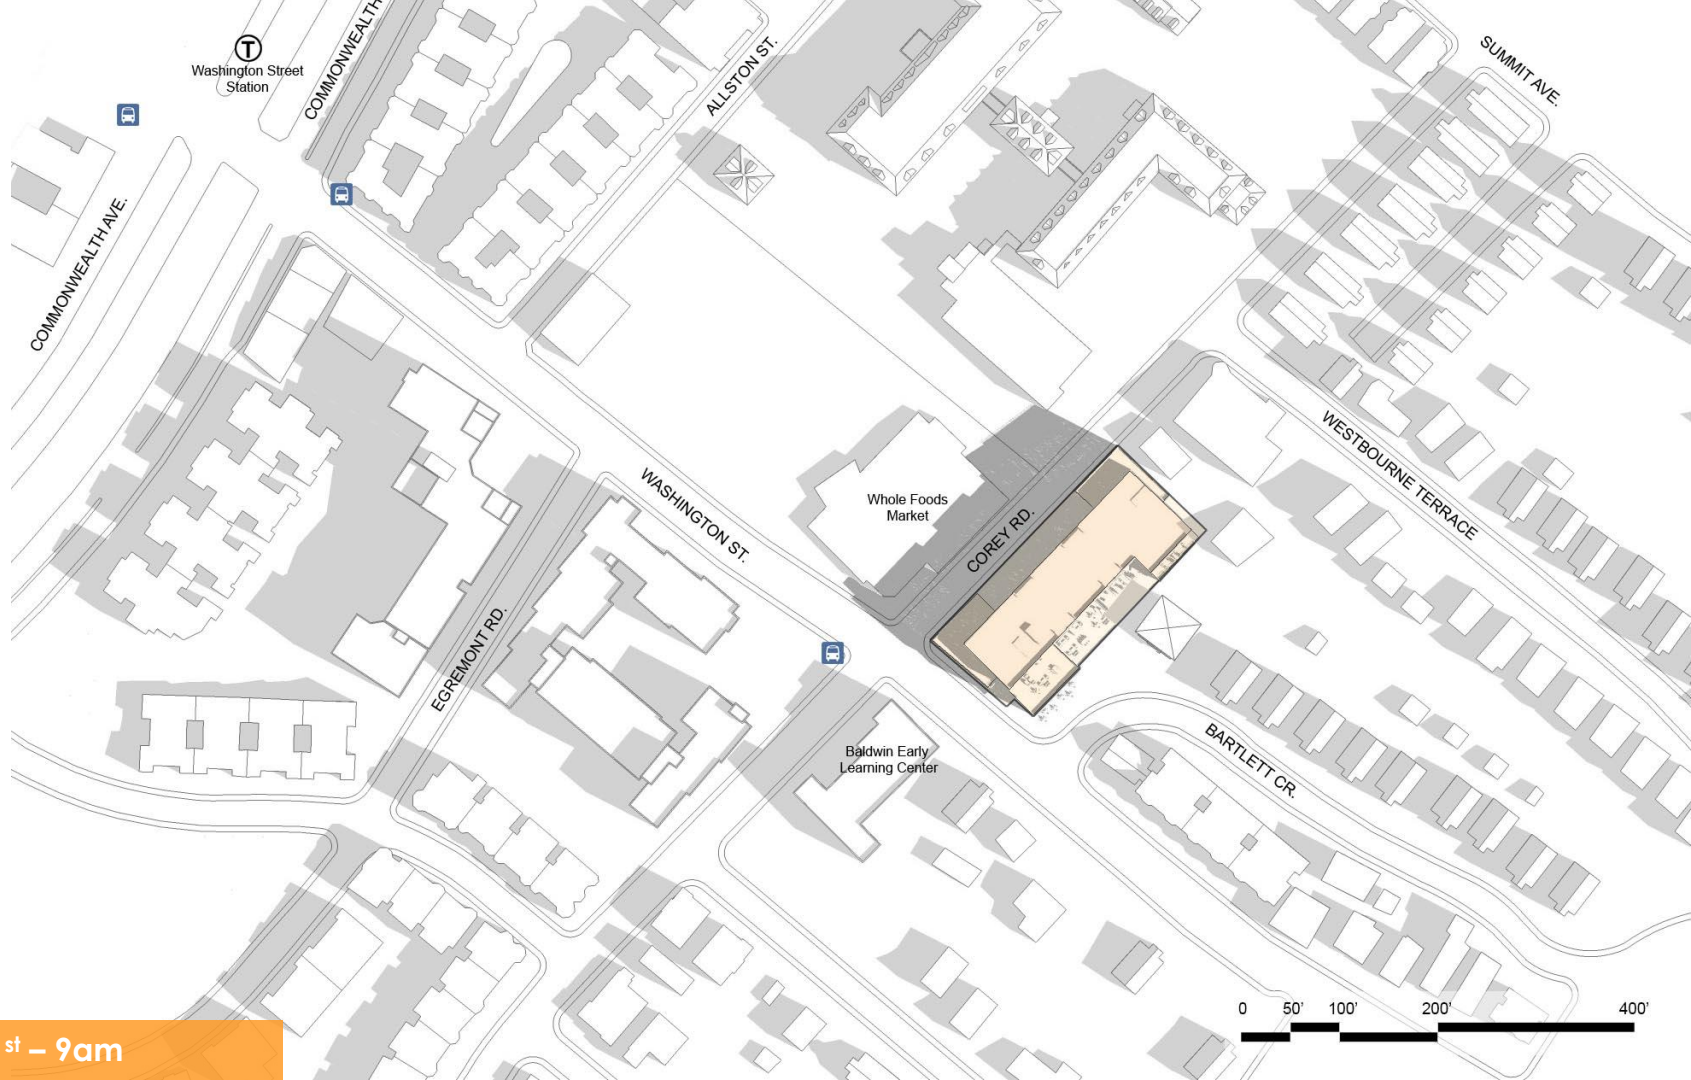 T
Washington Street
Station
COMMONWEALTH
ALLSTON ST.
SUMMIT AVE.
COMMONWEALTH AVE.
WESTBOURNE TERRACE
WASHINGTON ST.
Whole Foods
Market
COREY RD.
EGREMONT RD.
Baldwin Early
Learning Center
BARTLETT CR.
0 50' 100' 200' 400'
st – 9am